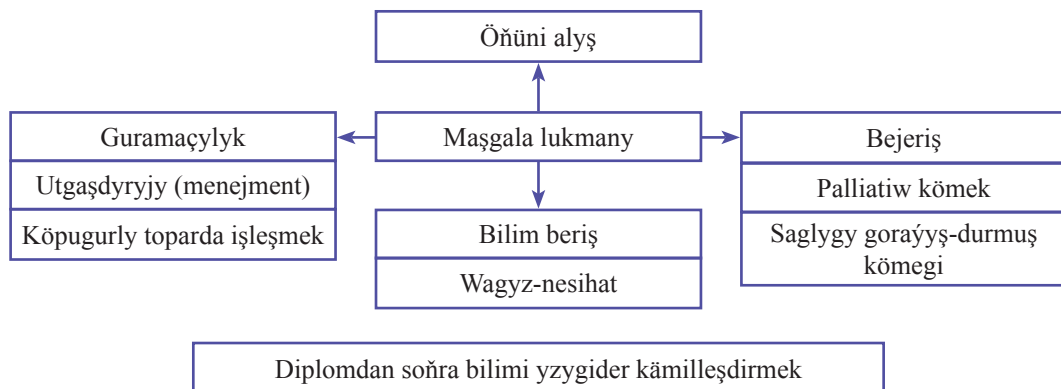 Öňüni alyş
Guramaçylyk
Utgaşdyryjy (menejment)
Köpugurly toparda işleşmek
Maşgala lukmany
Bilim beriş
Wagyz-nesihat
Bejeriş
Palliatiw kömek
Saglygy goraýyş-durmuş
kömegi
Diplomdan soňra bilimi yzygider kämilleşdirmek